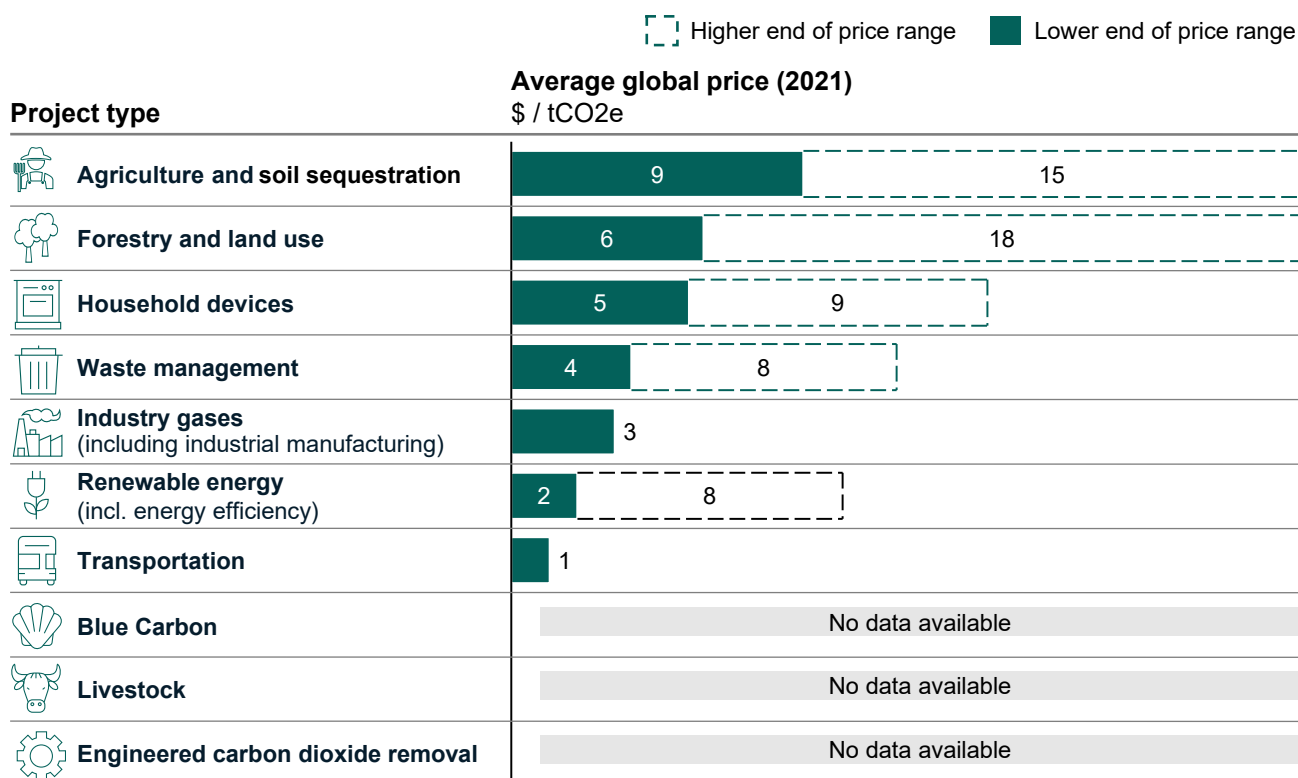 Higher end of price range
Lower end of price range
Average global price (2021)
Project type
$ / tCO2e
Agriculture and soil sequestration
9
15
Forestry and land use
6
18
Household devices
5
9
Waste management
4
8
Industry gases
(including industrial manufacturing)
3
Renewable energy
(incl. energy efficiency)
2
8
Transportation
1
Blue Carbon
No data available
Livestock
No data available
Engineered carbon dioxide removal
No data available